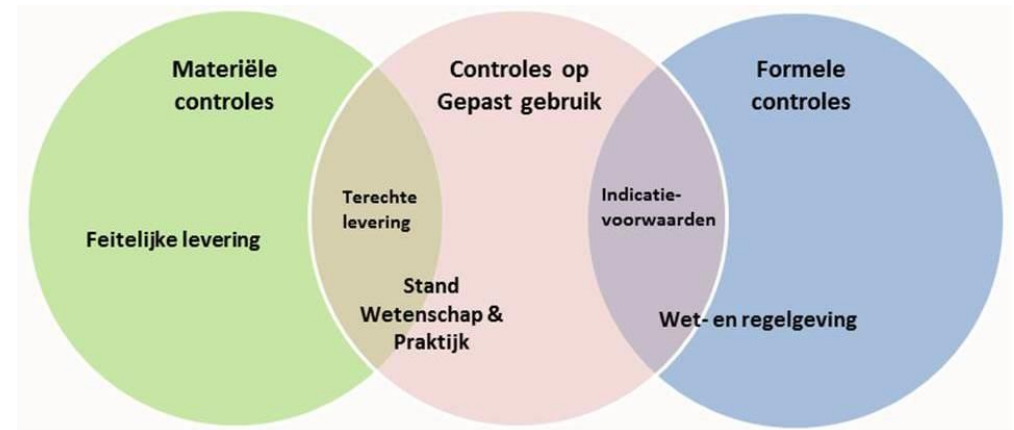 Materiële
controles
Controles op
Gepast gebruik
Formele
controles
Feitelijke levering
Terechte
levering
Stand
Wetenschap &
Praktijk
Indicatie-
voorwaarden
Wet- en regelgeving